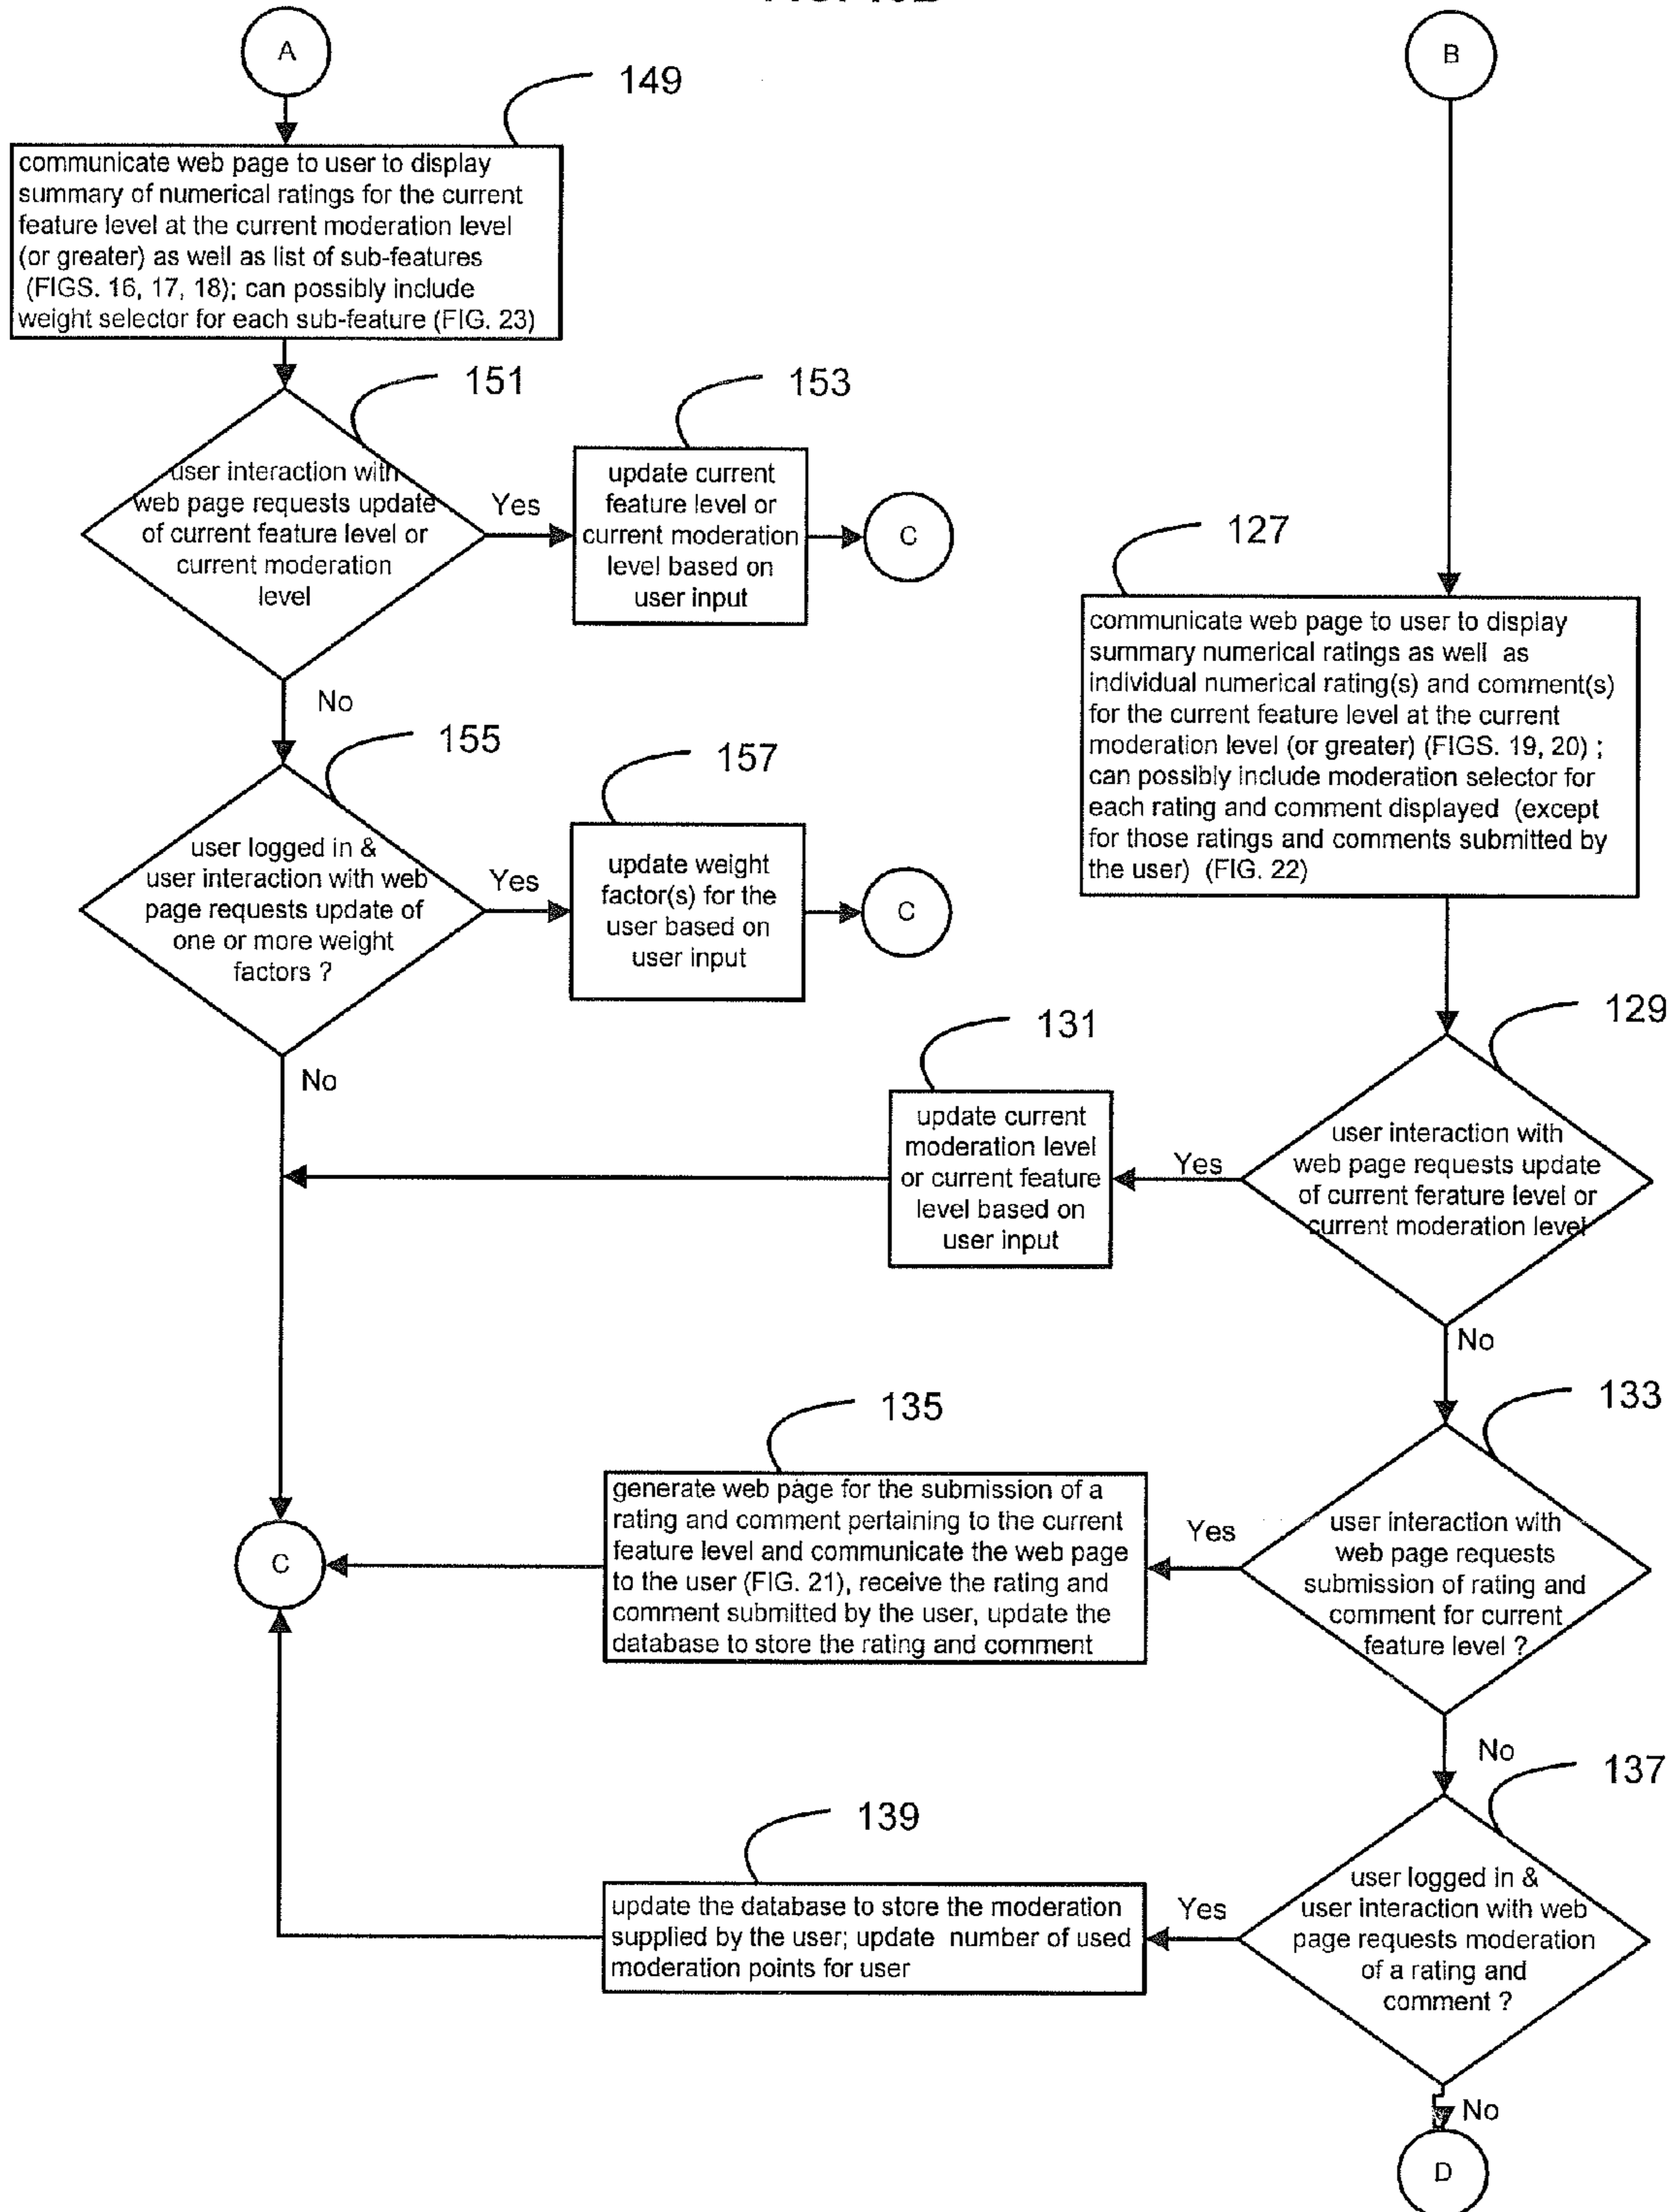 A
149
communicate web page to user to display
summary of numerical ratings for the current
feature level at the current moderation level
(or greater) as well as list of sub-features
(FIGS. 16, 17, 18); can possibly include
weight selector for each sub-feature (FIG. 23)
151
user interaction with
web page requests update
of current feature level or
current moderation
level
Yes
153
update current
feature level or
current moderation
level based on
user input
C
No
155
user logged in &
user interaction with web
page requests update of
one or more weight
factors ?
Yes
157
update weight
factor(s) for the
user based on
user input
C
No
B
127
communicate web page to user to display
summary numerical ratings as well as
individual numerical rating(s) and comment(s)
for the current feature level at the current
moderation level (or greater) (FIGS. 19, 20) ;
can possibly include moderation selector for
each rating and comment displayed (except
for those ratings and comments submitted by
the user) (FIG. 22)
129
user interaction with
web page requests update
of current ferature level or
current moderation level
Yes
131
update current
moderation level
or current feature
level based on
user input
No
133
user interaction with
web page requests
submission of rating and
comment for current
feature level ?
Yes
135
generate web page for the submission of a
rating and comment pertaining to the current
feature level and communicate the web page
to the user (FIG. 21), receive the rating and
comment submitted by the user, update the
database to store the rating and comment
C
No
137
user logged in &
user interaction with web
page requests moderation
of a rating and
comment ?
Yes
139
update the database to store the moderation
supplied by the user; update number of used
moderation points for user
No
D